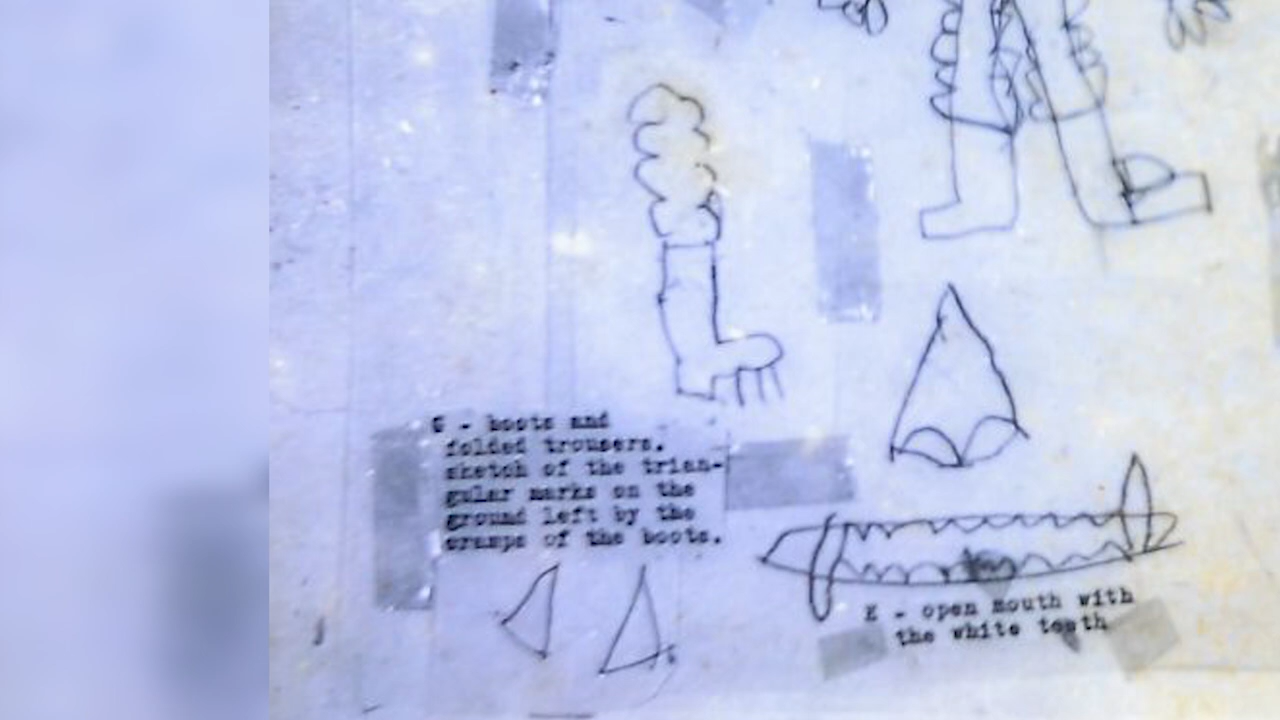 G - boots and
folded trousers.
sketch of the trian-
gular marks on the
ground left by the
cramps of the boots.
E - open mouth with
the white teeth